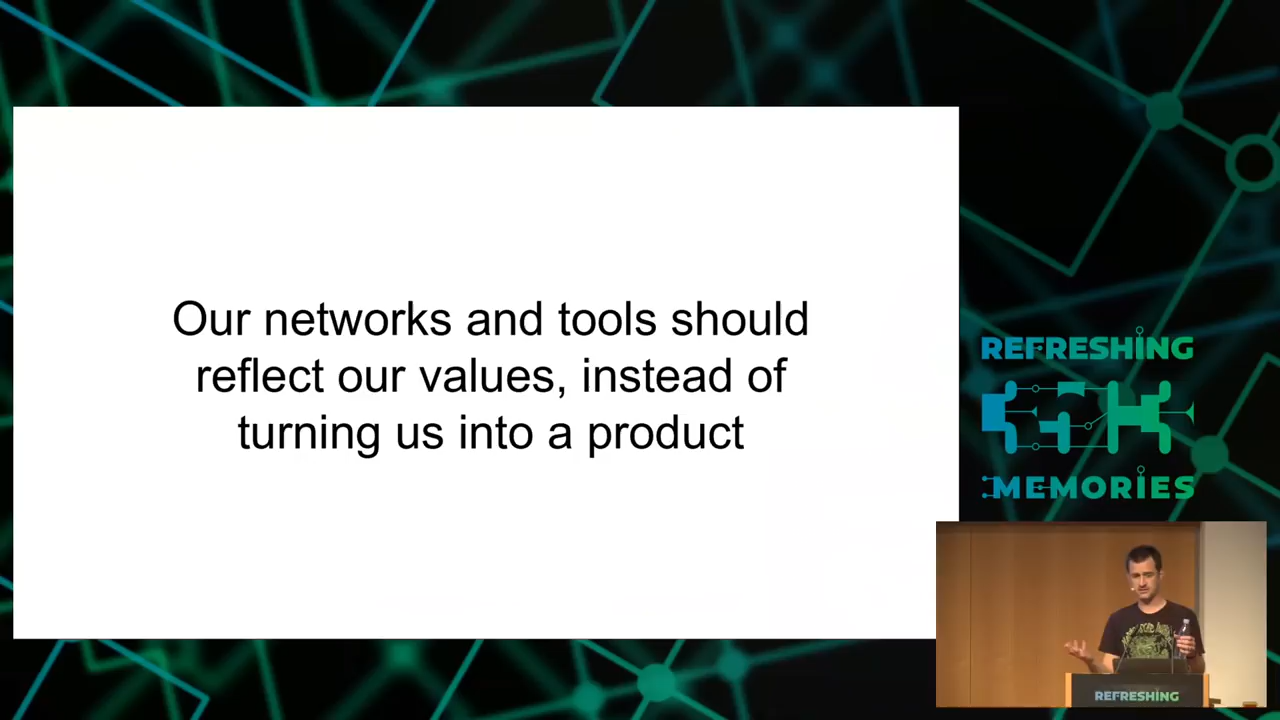 Our networks and tools should
reflect our values, instead of
turning us into a product
REFRESHING
MEMORIES
REFRESHING